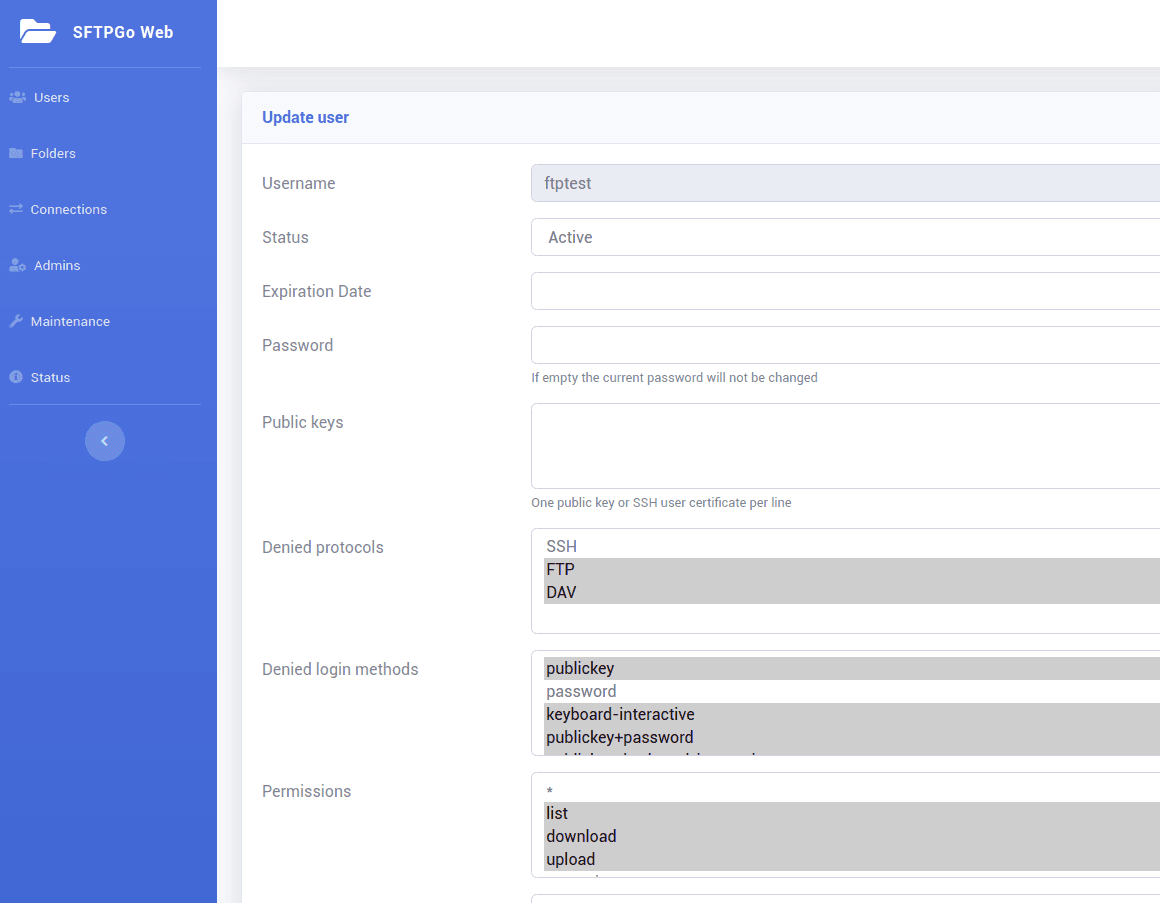 SFTPGo Web
Users
Folders
Connections
Admins
Maintenance
Status
Update user
Username
ftptest
Status
Active
Expiration Date
Password
If empty the current password will not be changed
Public keys
One public key or SSH user certificate per line
Denied protocols
SSH
FTP
DAV
Denied login methods
publickey
password
keyboard-interactive
publickey+password
Permissions
*
list
download
upload